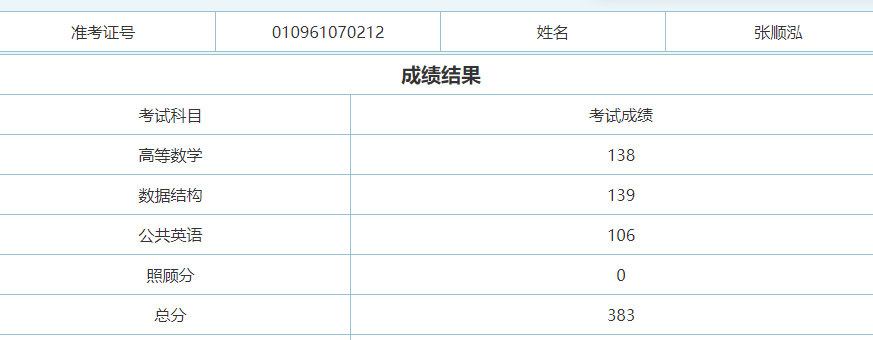 准考证号 010961070212 姓名 张顺泓
成绩结果
考试科目 考试成绩
高等数学 138
数据结构 139
公共英语 106
照顾分 0
总分 383